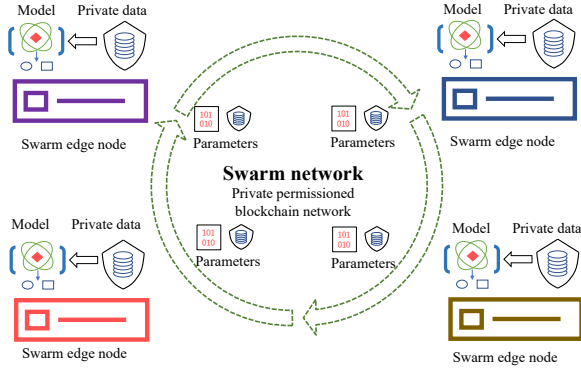 Model Private data
Swarm edge node
Model Private data
Swarm edge node
101
010
Parameters
101
010
Parameters
Swarm network
Private permissioned
blockchain network
101
010
Parameters
101
010
Parameters
Model Private data
Swarm edge node
Model Private data
Swarm edge node